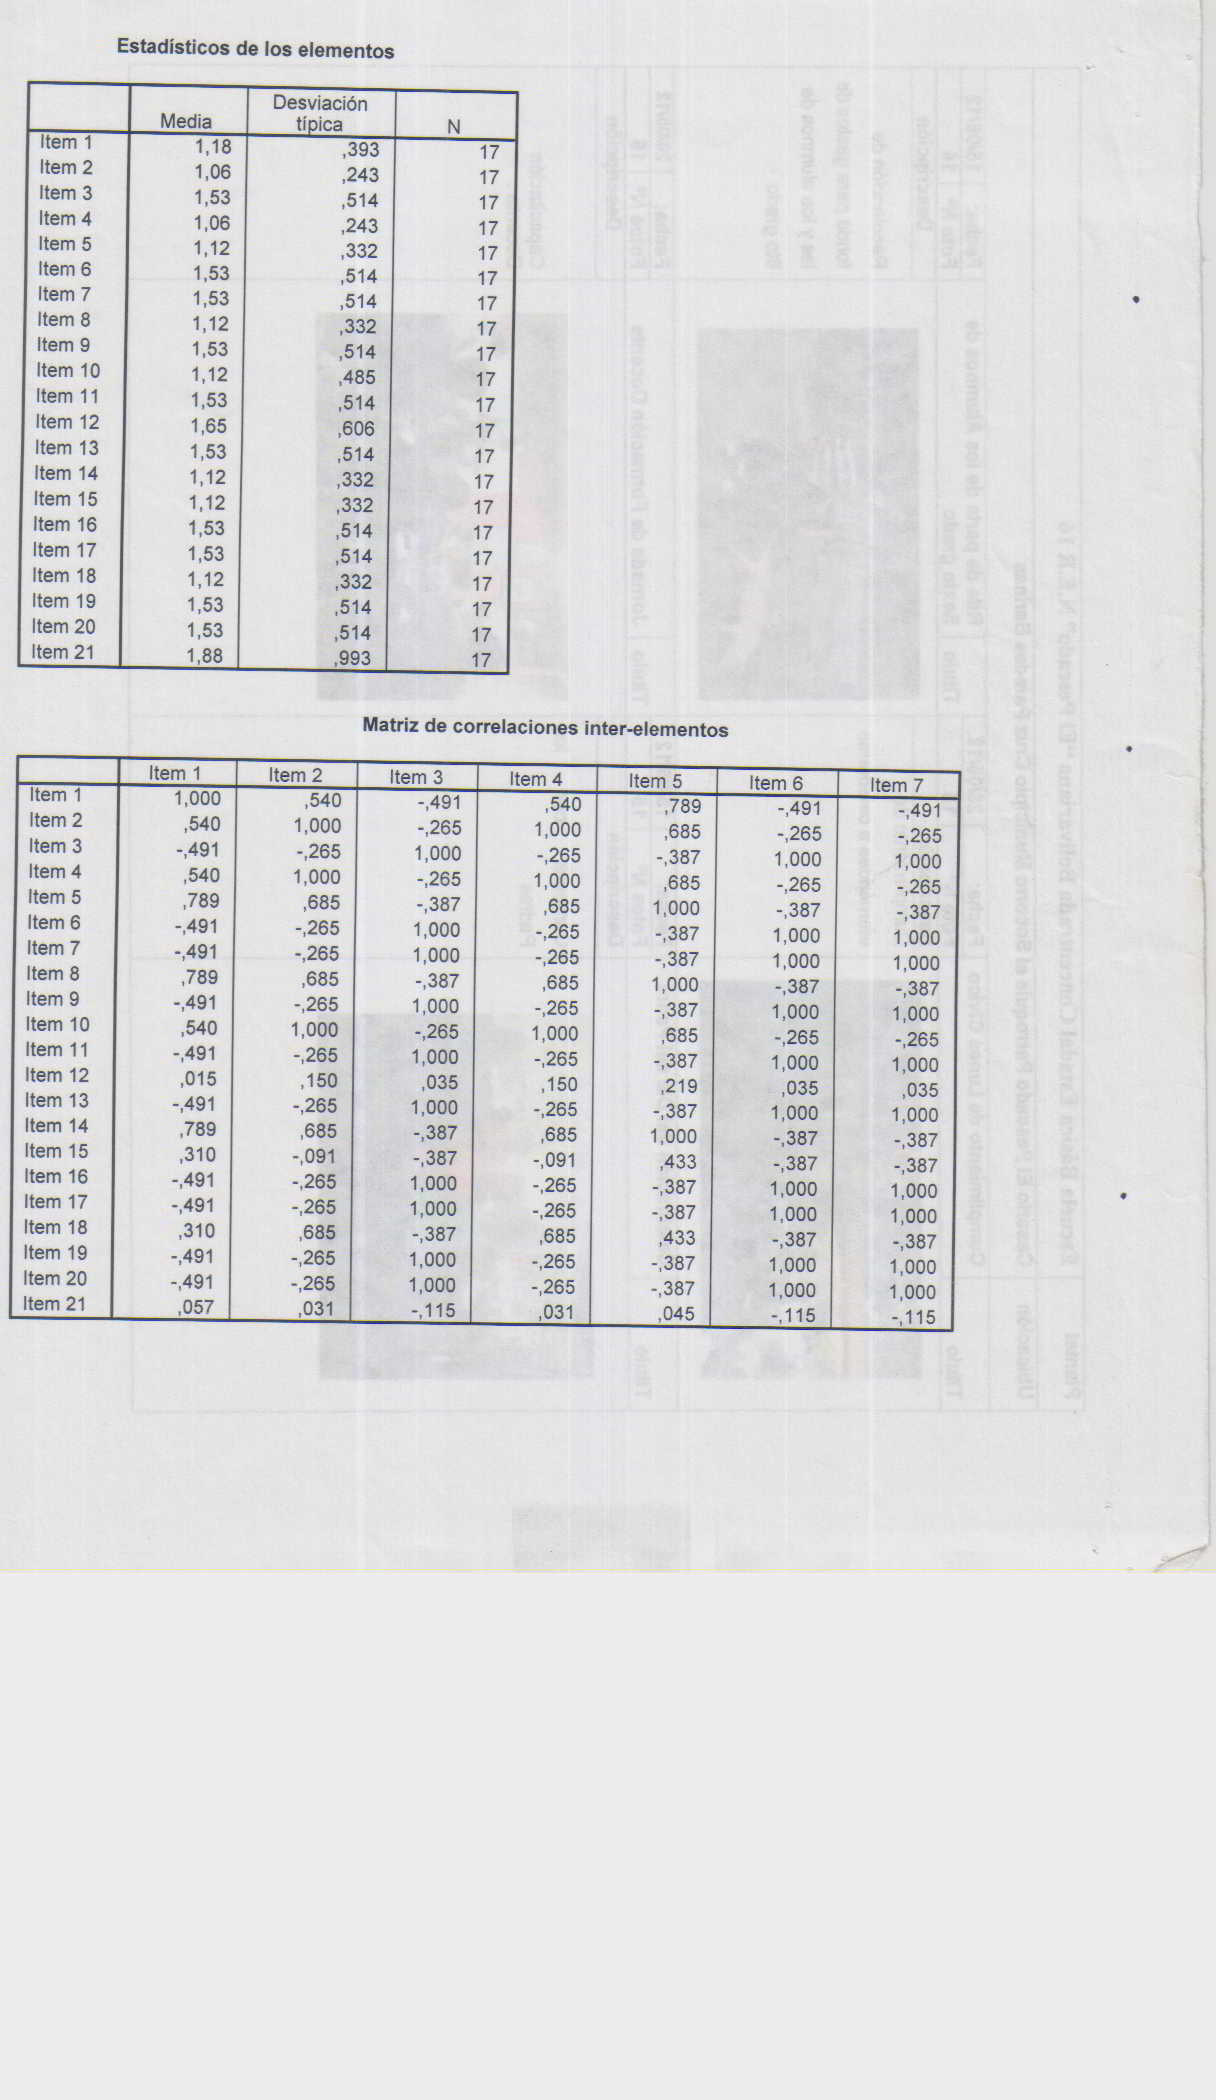 Estadísticos de los elementos
Media Desviación típica N
Item 1 1,18 ,393 17
Item 2 1,06 ,243 17
Item 3 1,53 ,514 17
Item 4 1,06 ,243 17
Item 5 1,12 ,332 17
Item 6 1,53 ,514 17
Item 7 1,53 ,514 17
Item 8 1,12 ,332 17
Item 9 1,53 ,514 17
Item 10 1,12 ,485 17
Item 11 1,53 ,514 17
Item 12 1,65 ,606 17
Item 13 1,53 ,514 17
Item 14 1,12 ,332 17
Item 15 1,12 ,332 17
Item 16 1,53 ,514 17
Item 17 1,53 ,514 17
Item 18 1,12 ,332 17
Item 19 1,53 ,514 17
Item 20 1,53 ,514 17
Item 21 1,88 ,993 17
Matriz de correlaciones inter-elementos
Item 1 Item 2 Item 3 Item 4 Item 5 Item 6 Item 7
Item 1 1,000 ,540 -,491 ,540 ,789 -,491 -,491
Item 2 ,540 1,000 -,265 1,000 ,685 -,265 -,265
Item 3 -,491 -,265 1,000 -,265 -,387 1,000 1,000
Item 4 ,540 1,000 -,265 1,000 ,685 -,265 -,265
Item 5 ,789 ,685 -,387 ,685 1,000 -,387 -,387
Item 6 -,491 -,265 1,000 -,265 -,387 1,000 1,000
Item 7 -,491 -,265 1,000 -,265 -,387 1,000 1,000
Item 8 ,789 ,685 -,387 ,685 1,000 -,387 -,387
Item 9 -,491 -,265 1,000 -,265 -,387 1,000 1,000
Item 10 ,540 1,000 -,265 1,000 ,685 -,265 -,265
Item 11 -,491 -,265 1,000 -,265 -,387 1,000 1,000
Item 12 ,015 ,150 ,035 ,150 ,219 ,035 ,035
Item 13 -,491 -,265 1,000 -,265 -,387 1,000 1,000
Item 14 ,789 ,685 -,387 ,685 1,000 -,387 -,387
Item 15 ,310 -,091 -,387 -,091 ,433 -,387 -,387
Item 16 -,491 -,265 1,000 -,265 -,387 1,000 1,000
Item 17 -,491 -,265 1,000 -,265 -,387 1,000 1,000
Item 18 ,310 ,685 -,387 ,685 ,433 -,387 -,387
Item 19 -,491 -,265 1,000 -,265 -,387 1,000 1,000
Item 20 -,491 -,265 1,000 -,265 -,387 1,000 1,000
Item 21 ,057 ,031 -,115 ,031 ,045 -,115 -,115